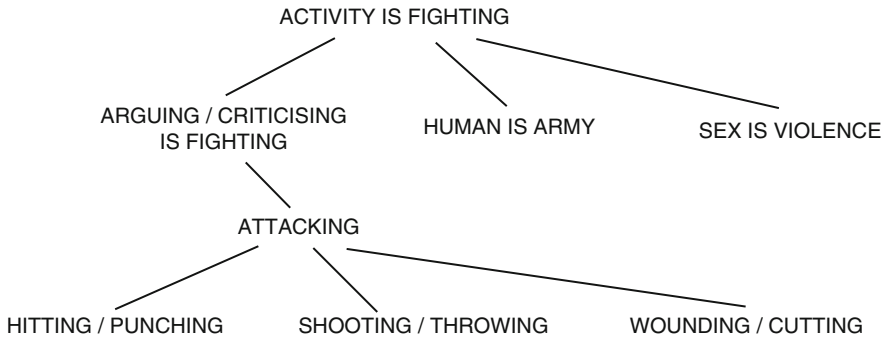 ACTIVITY IS FIGHTING
ARGUING / CRITICISING
IS FIGHTING
HUMAN IS ARMY
SEX IS VIOLENCE
ATTACKING
HITTING / PUNCHING
SHOOTING / THROWING
WOUNDING / CUTTING